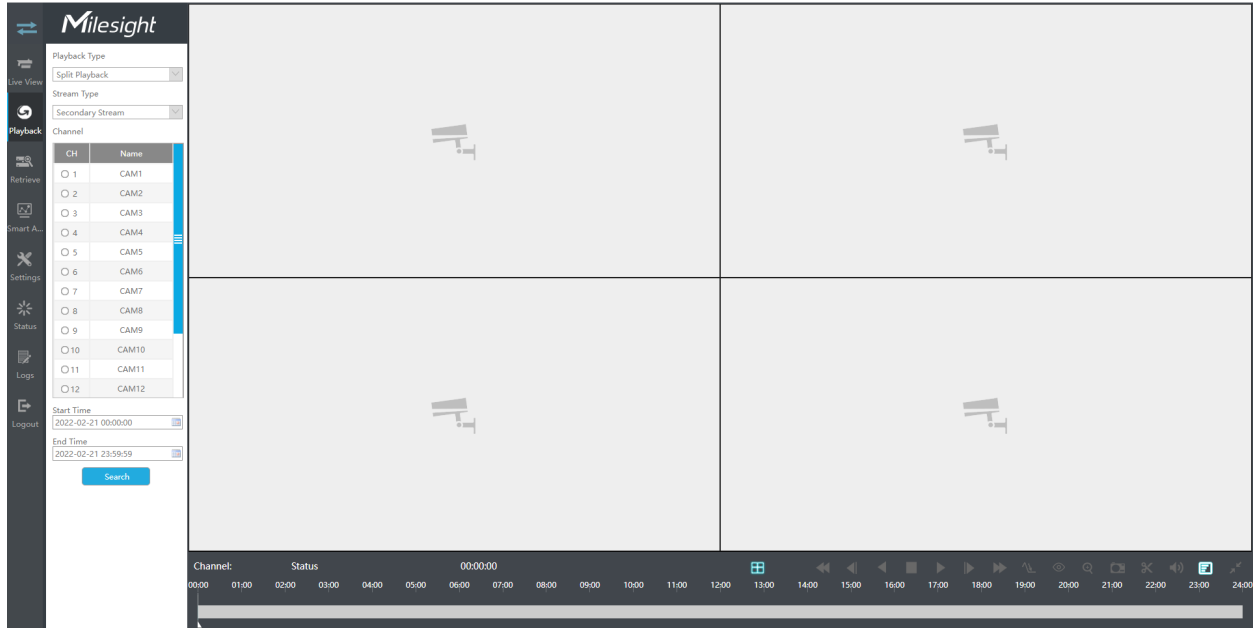 Milesight
Live View
Playback
Retrieve
Smart A...
Settings
Status
Logs
Logout
Playback Type
Split Playback
Stream Type
Secondary Stream
Channel
CH Name
1 CAM1
2 CAM2
3 CAM3
4 CAM4
5 CAM5
6 CAM6
7 CAM7
8 CAM8
9 CAM9
10 CAM10
11 CAM11
12 CAM12
Start Time
2022-02-21 00:00:00
End Time
2022-02-21 23:59:59
Search
Channel: Status 00:00:00
00:00 01:00 02:00 03:00 04:00 05:00 06:00 07:00 08:00 09:00 10:00 11:00 12:00 13:00 14:00 15:00 16:00 17:00 18:00 19:00 20:00 21:00 22:00 23:00 24:00